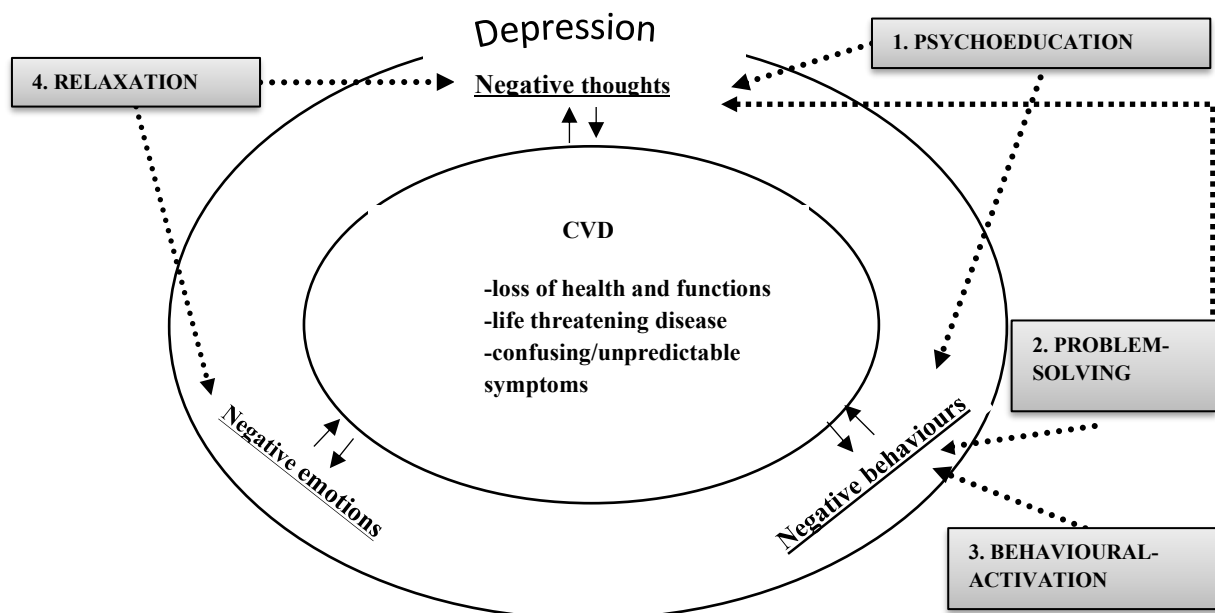 Depression
1. PSYCHOEDUCATION
4. RELAXATION
Negative thoughts
CVD
-loss of health and functions
-life threatening disease
-confusing/unpredictable
symptoms
2. PROBLEM-
SOLVING
Negative emotions
Negative behaviours
3. BEHAVIOURAL-
ACTIVATION